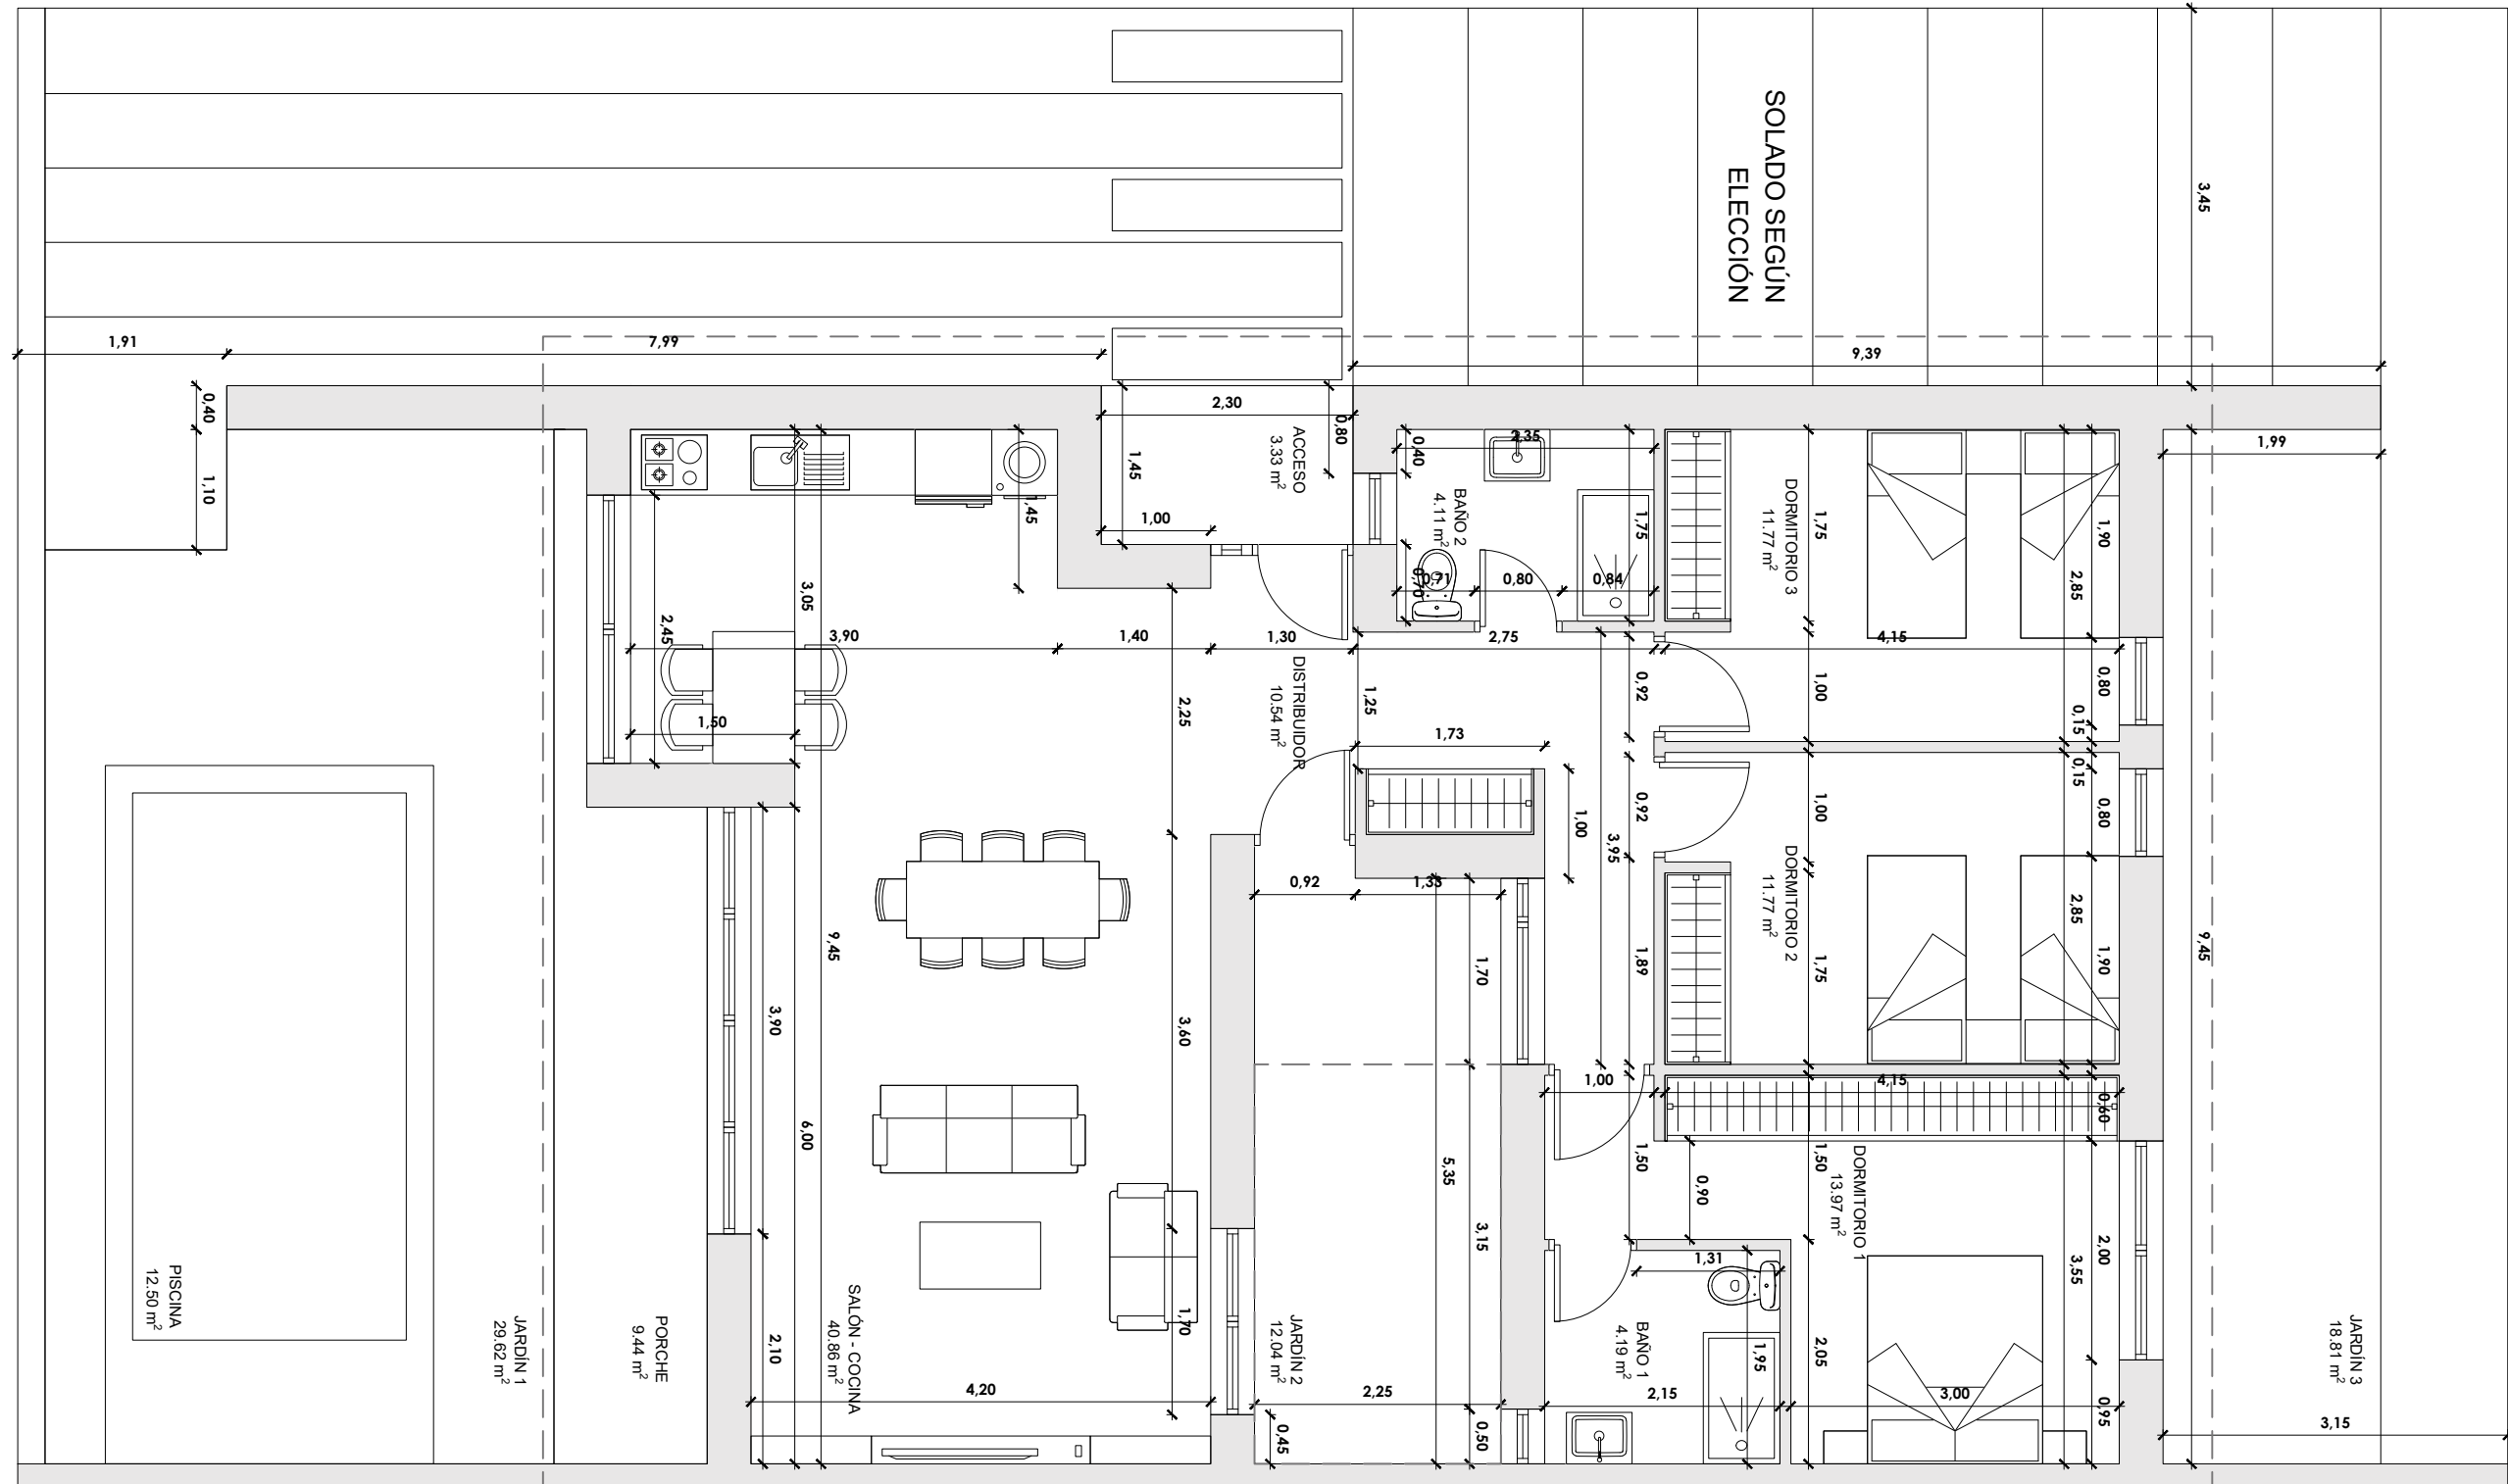 SOLADO SEGÚN
ELECCIÓN
3,45
1,91
7,99
9,39
0,40
1,10
2,30
0,80
ACCESO
3.33 m²
1,45
1,00
0,40
2,35
BAÑO 2
4.11 m²
1,75
0,70
0,71
0,80
0,84
DORMITORIO 3
11.77 m²
1,75
1,90
2,85
1,99
3,05
2,45
3,90
1,40
1,30
2,75
4,15
1,50
2,25
DISTRIBUIDOR
10.54 m²
1,25
1,73
0,92
1,00
0,80
0,15
0,15
1,00
0,92
3,95
1,00
0,80
0,92
1,33
DORMITORIO 2
11.77 m²
2,85
1,90
1,75
1,89
1,70
9,45
9,45
3,90
3,60
6,00
5,35
3,15
1,00
4,15
0,60
1,50
1,50
0,90
DORMITORIO 1
13.97 m²
2,00
3,55
1,31
PISCINA
12.50 m²
JARDÍN 1
29.62 m²
PORCHE
9.44 m²
2,10
SALÓN - COCINA
40.86 m²
1,70
JARDÍN 2
12.04 m²
BAÑO 1
4.19 m²
1,95
2,05
JARDÍN 3
18.81 m²
4,20
2,25
2,15
3,00
0,95
3,15
0,45
0,50